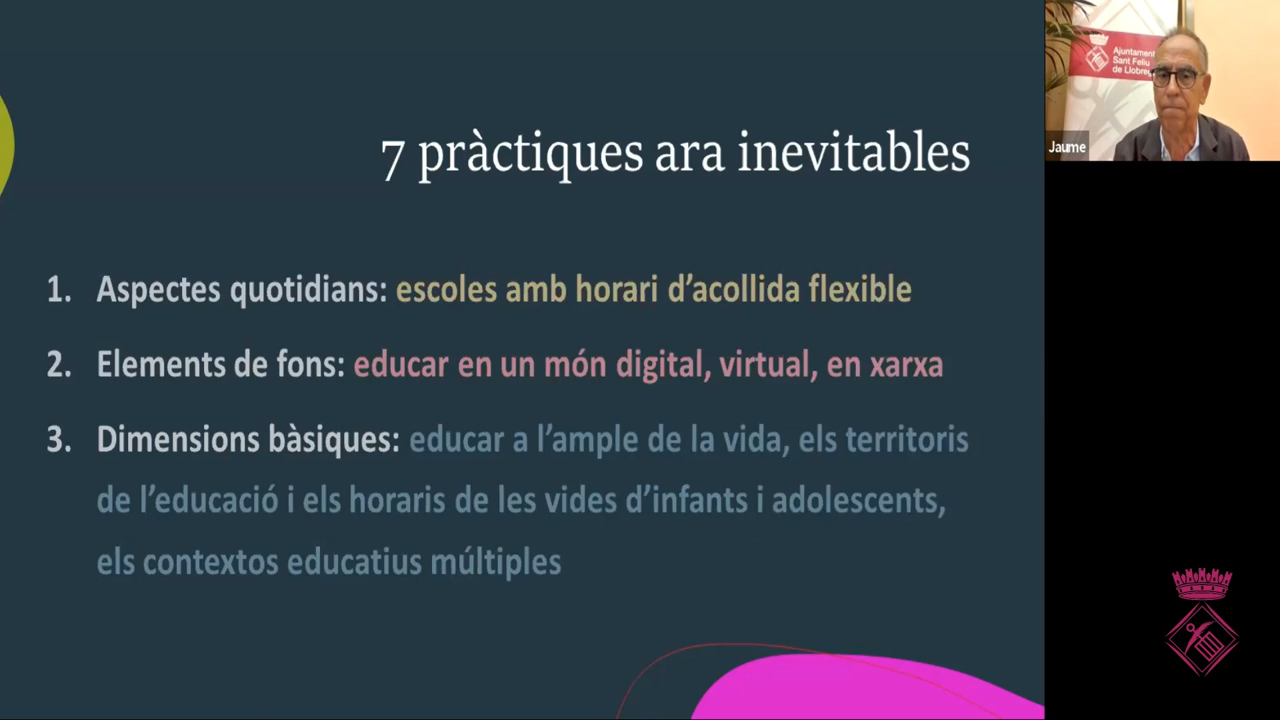 7 pràctiques ara inevitables
1. Aspectes quotidians: escoles amb horari d’acollida flexible
2. Elements de fons: educar en un món digital, virtual, en xarxa
3. Dimensions bàsiques: educar a l’ample de la vida, els territoris
de l’educació i els horaris de les vides d’infants i adolescents,
els contextos educatius múltiples
Ajuntament
Sant Feliu
de Llobre
Jaume